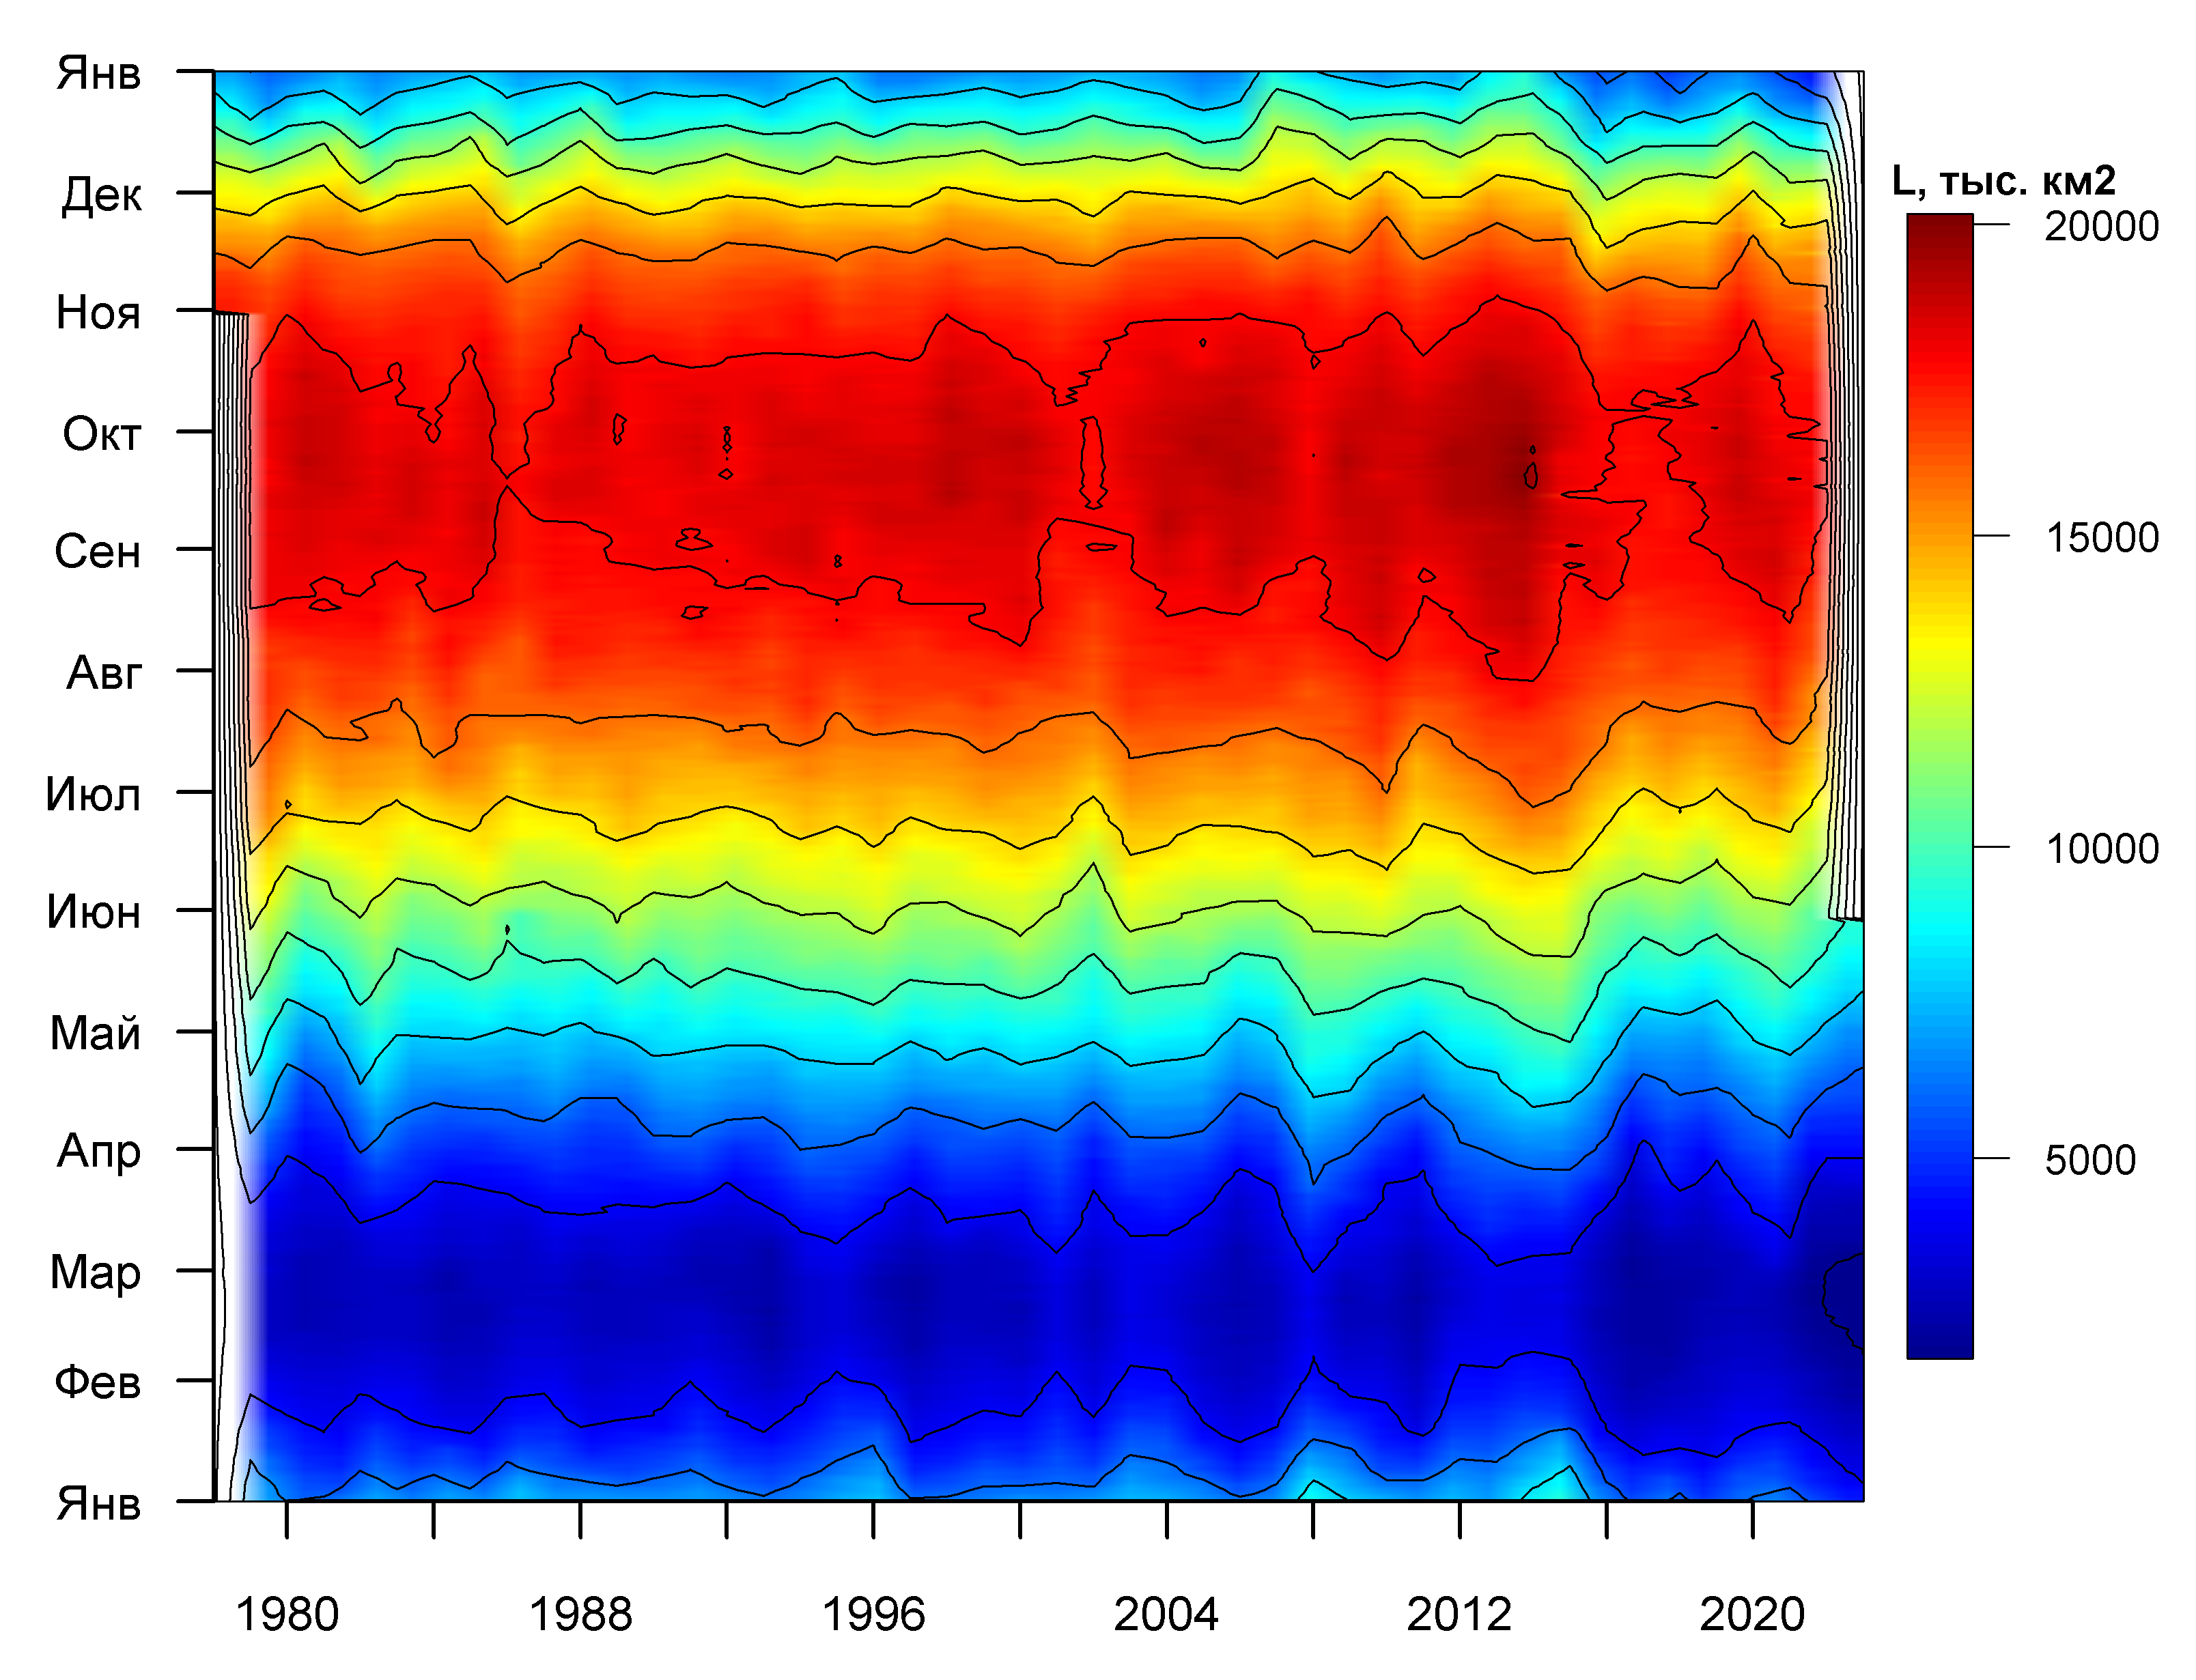 Янв
Дек
Ноя
Окт
Сен
Авг
Июл
Июн
Май
Апр
Мар
Фев
Янв
1980 1988 1996 2004 2012 2020
L, тыс. км2
20000
15000
10000
5000